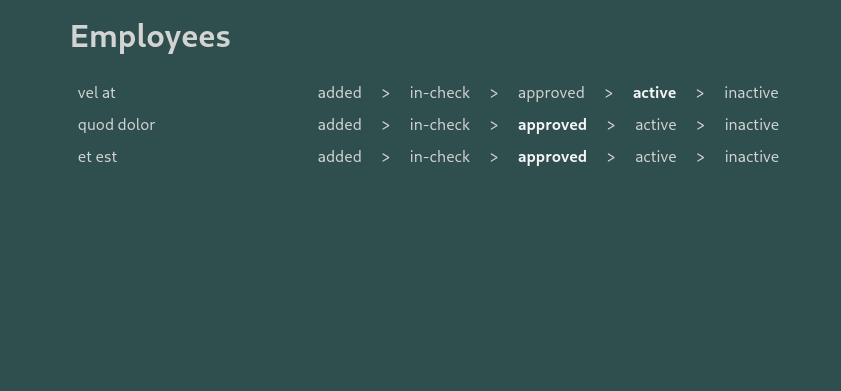 Employees
vel at added > in-check > approved > active > inactive
quod dolor added > in-check > approved > active > inactive
et est added > in-check > approved > active > inactive